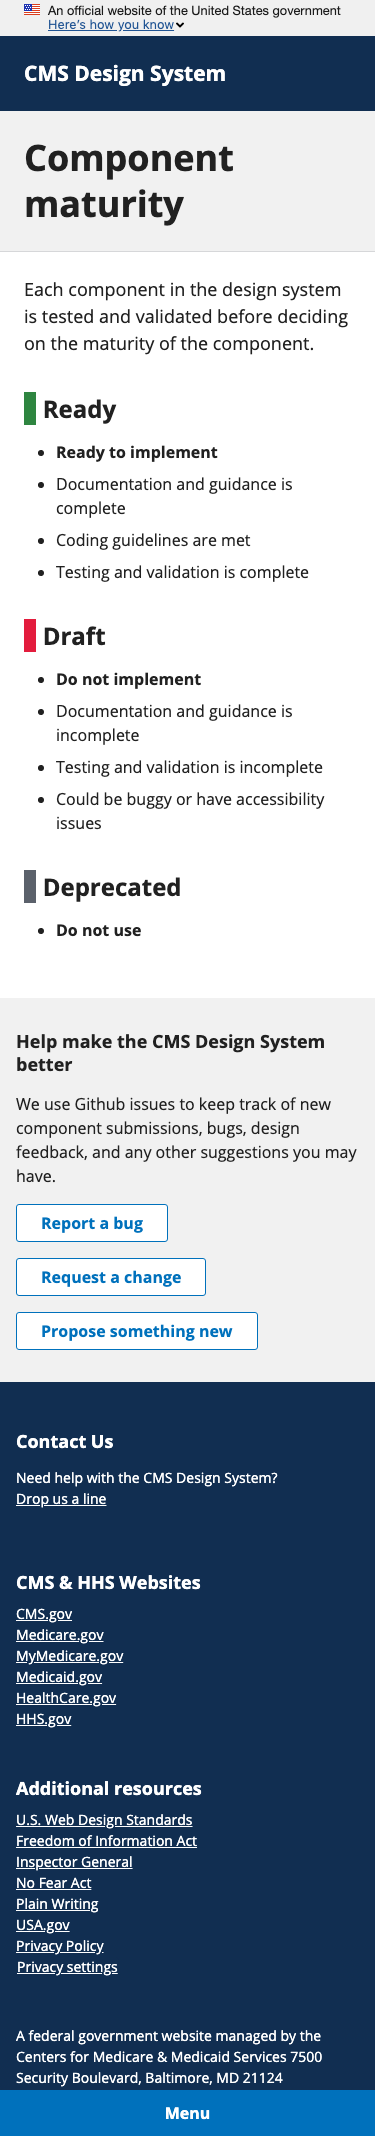 An official website of the United States government
Here's how you know
CMS Design System
Component
maturity
Each component in the design system
is tested and validated before deciding
on the maturity of the component.
Ready
Ready to implement
Documentation and guidance is
complete
Coding guidelines are met
Testing and validation is complete
Draft
Do not implement
Documentation and guidance is
incomplete
Testing and validation is incomplete
Could be buggy or have accessibility
issues
Deprecated
Do not use
Help make the CMS Design System
better
We use Github issues to keep track of new
component submissions, bugs, design
feedback, and any other suggestions you may
have.
Report a bug
Request a change
Propose something new
Contact Us
Need help with the CMS Design System?
Drop us a line
CMS & HHS Websites
CMS.gov
Medicare.gov
MyMedicare.gov
Medicaid.gov
HealthCare.gov
HHS.gov
Additional resources
U.S. Web Design Standards
Freedom of Information Act
Inspector General
No Fear Act
Plain Writing
USA.gov
Privacy Policy
Privacy settings
A federal government website managed by the
Centers for Medicare & Medicaid Services 7500
Security Boulevard, Baltimore, MD 21124
Menu